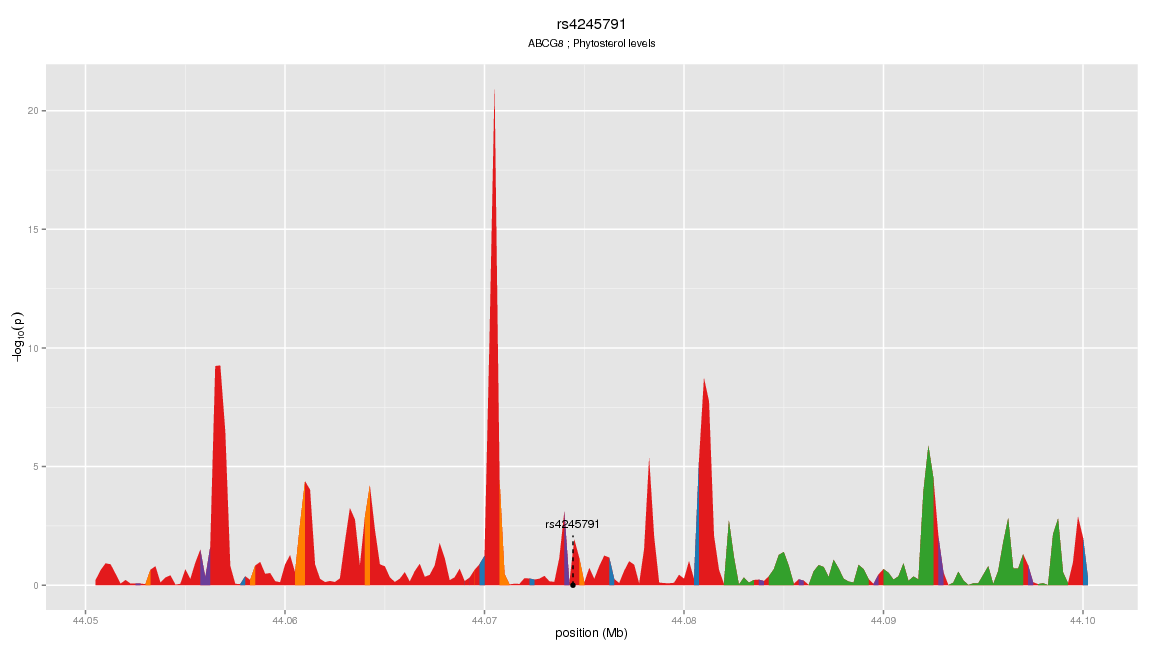 rs4245791
ABCG8 ; Phytosterol levels
20
15
10
5
0
−log₁₀(p)
rs4245791
44.05 44.06 44.07 44.08 44.09 44.10
position (Mb)